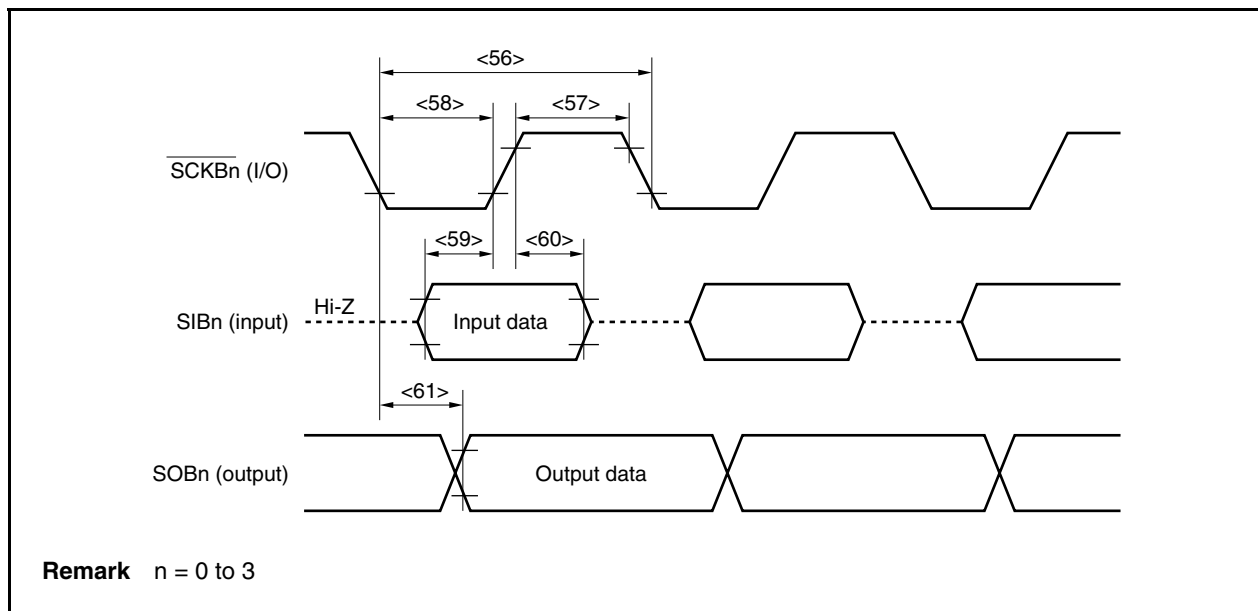 <56>
<58> <57>
SCKBn (I/O)
<59> <60>
Hi-Z
SIBn (input) Input data
<61>
SOBn (output) Output data
Remark n = 0 to 3